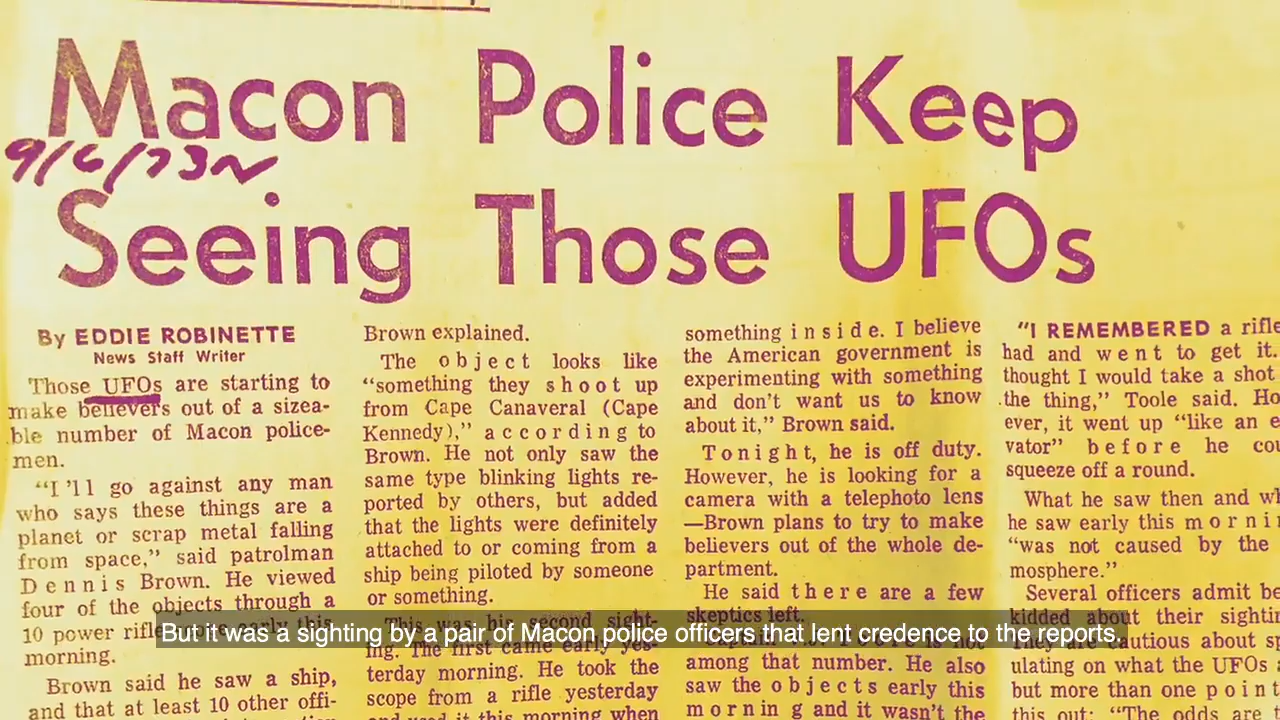 Macon Police Keep
9/6/73 N
Seeing Those UFOs
By EDDIE ROBINETTE
News Staff Writer
Those UFOs are starting to
make believers out of a sizea-
ble number of Macon police-
men.
"I'll go against any man
who says these things are a
planet or scrap metal falling
from space," said patrolman
Dennis Brown. He viewed
four of the objects through a
10 power rifle
morning.
Brown said he saw a ship,
and that at least 10 other offi-
Brown explained.
The object looks like
"something they shoot up
from Cape Canaveral (Cape
Kennedy)," according to
Brown. He not only saw the
same type blinking lights re-
ported by others, but added
that the lights were definitely
attached to or coming from a
ship being piloted by someone
or something.
This was his second sight-
ing. The first came early yes-
terday morning. He took the
scope from a rifle yesterday
and used it this morning when
something inside. I believe
the American government is
experimenting with something
and don't want us to know
about it," Brown said.
Tonight, he is off duty.
However, he is looking for a
camera with a telephoto lens
—Brown plans to try to make
believers out of the whole de-
partment.
He said there are a few
skeptics left.
is not
among that number. He also
saw the objects early this
morning and it wasn't the
"I REMEMBERED a rifle
had and went to get it.
thought I would take a shot
the thing," Toole said. Ho
ever, it went up "like an e
vator" before he cou
squeeze off a round.
What he saw then and wh
he saw early this morni
"was not caused by the
mosphere."
Several officers admit be
kidded about their sightin
They are cautious about sp
ulating on what the UFOs
but more than one point
this out: "The odds are t
But it was a sighting by a pair of Macon police officers that lent credence to the reports.